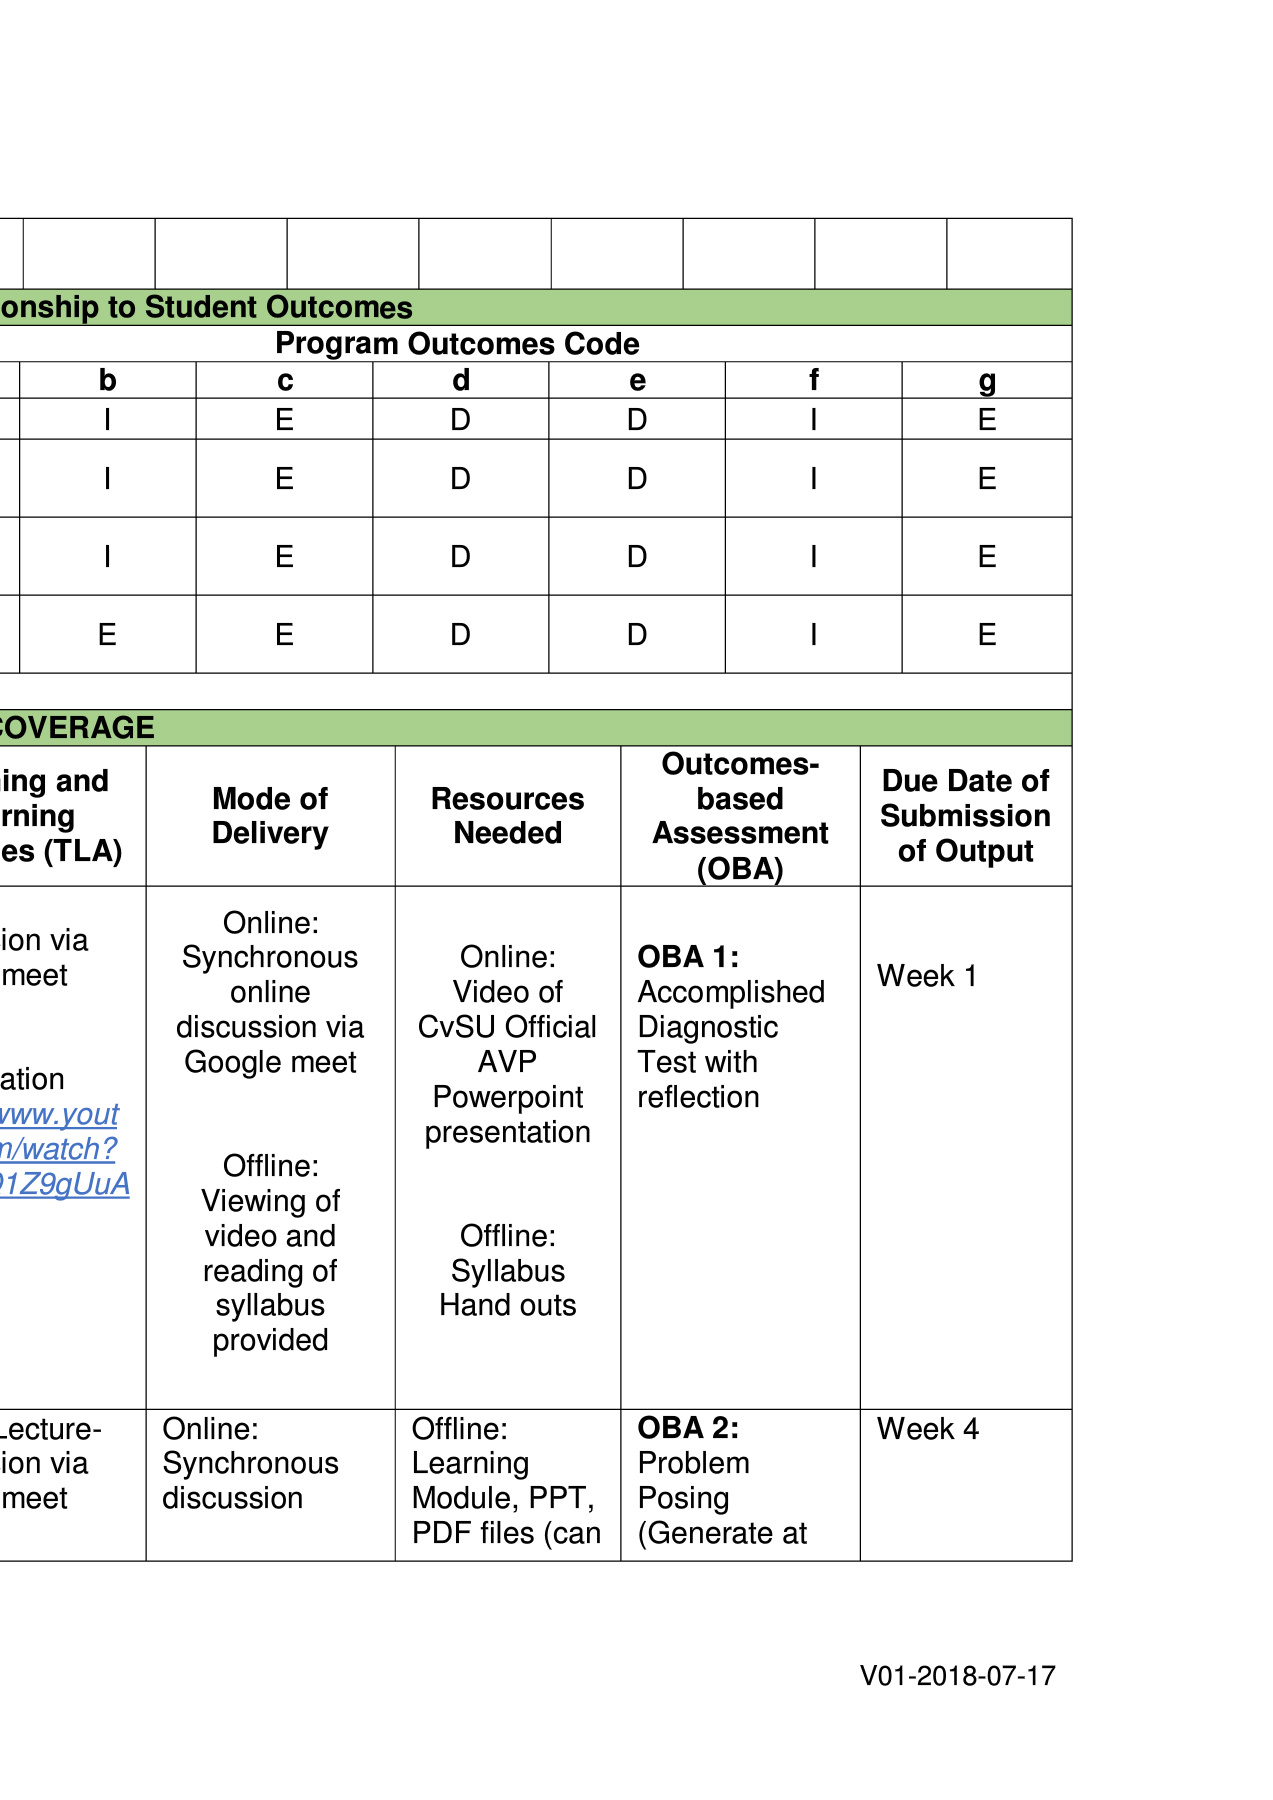 onship to Student Outcomes
Program Outcomes Code
b c d e f g
I E D D I E
I E D D I E
I E D D I E
E E D D I E
COVERAGE
ing and
rning
es (TLA)
Mode of
Delivery
Resources
Needed
Outcomes-
based
Assessment
(OBA)
Due Date of
Submission
of Output
ion via
meet
ation
www.yout
m/watch?
D1Z9gUuA
Online:
Synchronous
online
discussion via
Google meet
Offline:
Viewing of
video and
reading of
syllabus
provided
Online:
Video of
CvSU Official
AVP
Powerpoint
presentation
Offline:
Syllabus
Hand outs
OBA 1:
Accomplished
Diagnostic
Test with
reflection
Week 1
Lecture-
ion via
meet
Online:
Synchronous
discussion
Offline:
Learning
Module, PPT,
PDF files (can
OBA 2:
Problem
Posing
(Generate at
Week 4
V01-2018-07-17